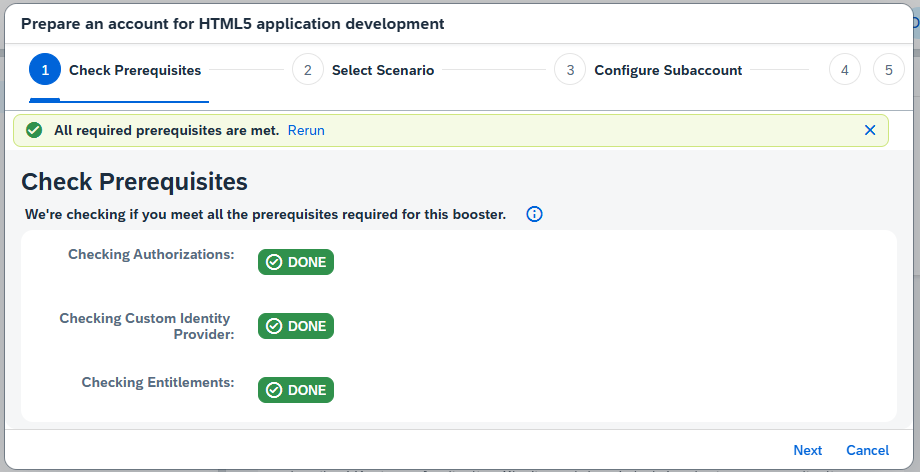 Prepare an account for HTML5 application development
1 Check Prerequisites 2 Select Scenario 3 Configure Subaccount 4 5
All required prerequisites are met. Rerun
Check Prerequisites
We're checking if you meet all the prerequisites required for this booster.
Checking Authorizations: DONE
Checking Custom Identity
Provider: DONE
Checking Entitlements: DONE
Next Cancel